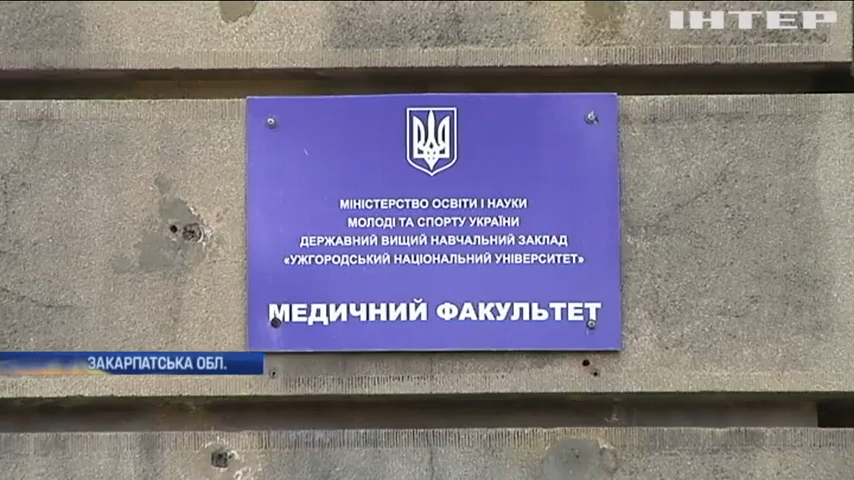 ІНТЕР
МІНІСТЕРСТВО ОСВІТИ І НАУКИ
МОЛОДІ ТА СПОРТУ УКРАЇНИ
ДЕРЖАВНИЙ ВИЩИЙ НАВЧАЛЬНИЙ ЗАКЛАД
«УЖГОРОДСЬКИЙ НАЦІОНАЛЬНИЙ УНІВЕРСИТЕТ»
МЕДИЧНИЙ ФАКУЛЬТЕТ
ЗАКАРПАТСЬКА ОБЛ.